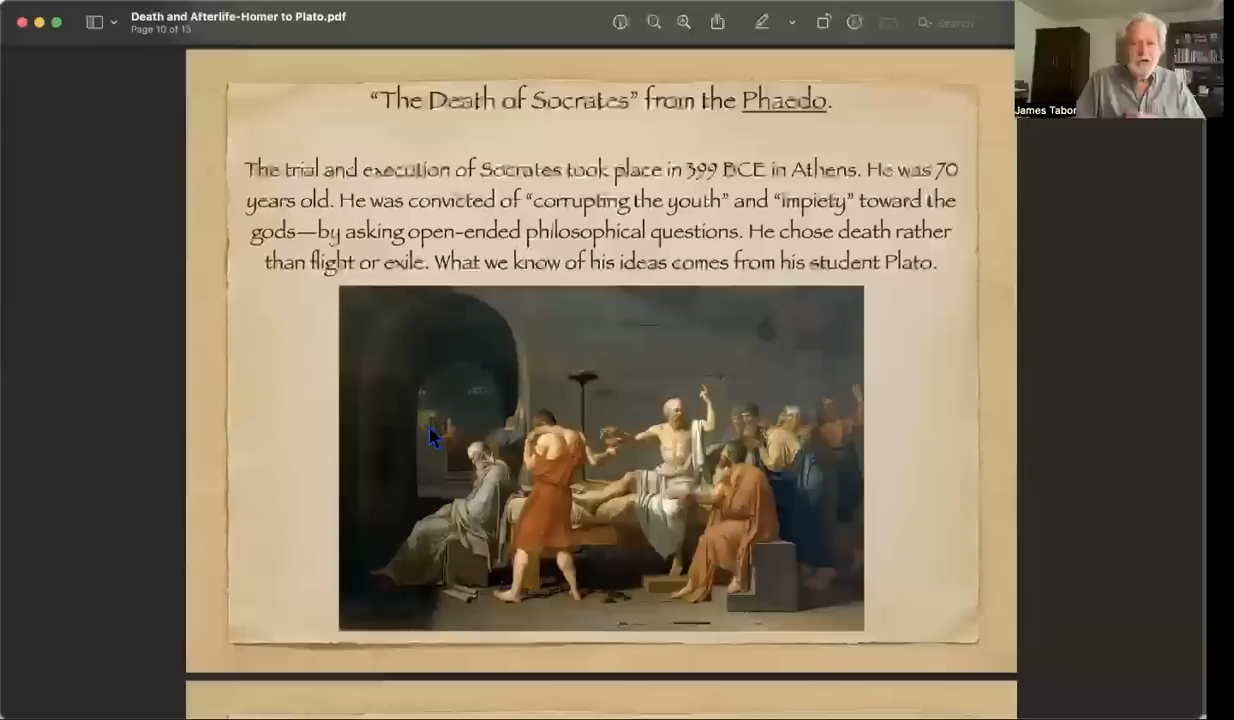 Death and Afterlife-Homer to Plato.pdf
Page 10 of 13
Search
James Tabor
“The Death of Socrates” from the Phaedo.
The trial and execution of Socrates took place in 399 BCE in Athens. He was 70
years old. He was convicted of “corrupting the youth” and “impiety” toward the
gods—by asking open-ended philosophical questions. He chose death rather
than flight or exile. What we know of his ideas comes from his student Plato.